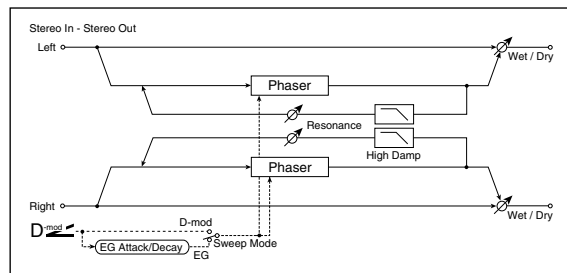 Stereo In - Stereo Out
Left
Wet / Dry
Phaser
Resonance
High Damp
Phaser
Right
Wet / Dry
D-mod
D-mod
Sweep Mode
EG Attack/Decay
EG